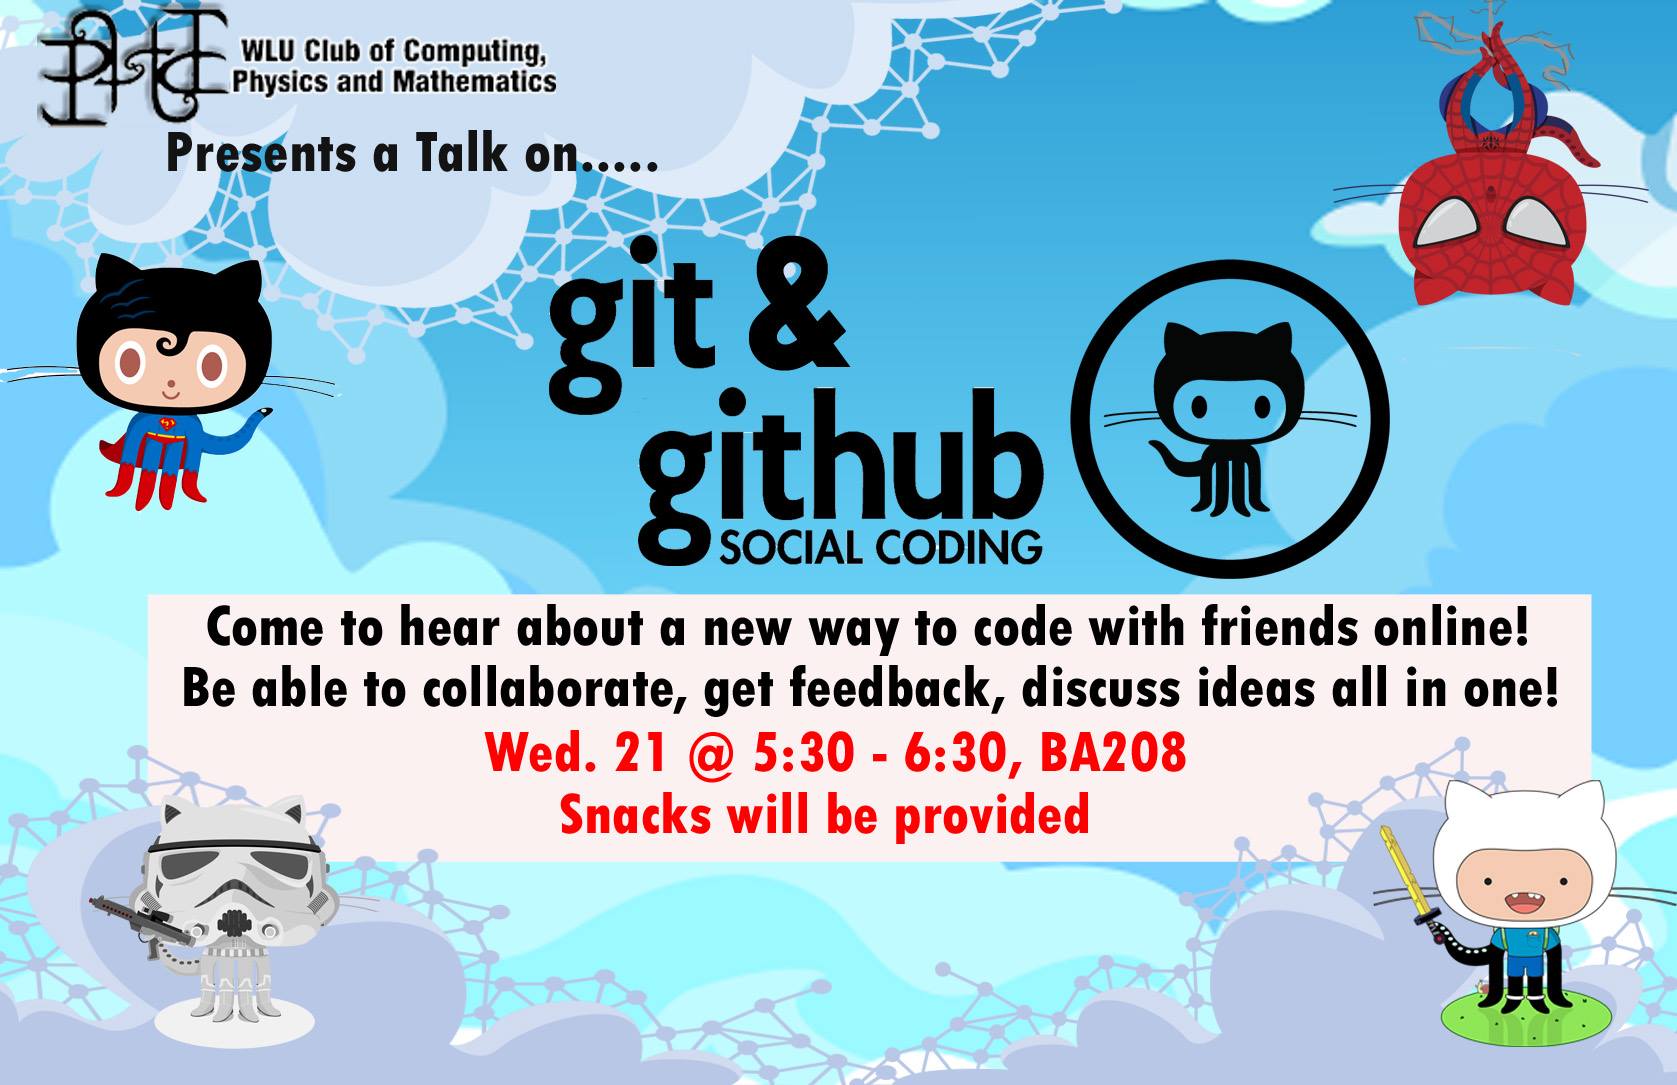 WLU Club of Computing,
Physics and Mathematics
Presents a Talk on.....
git &
github
SOCIAL CODING
Come to hear about a new way to code with friends online!
Be able to collaborate, get feedback, discuss ideas all in one!
Wed. 21 @ 5:30 - 6:30, BA208
Snacks will be provided